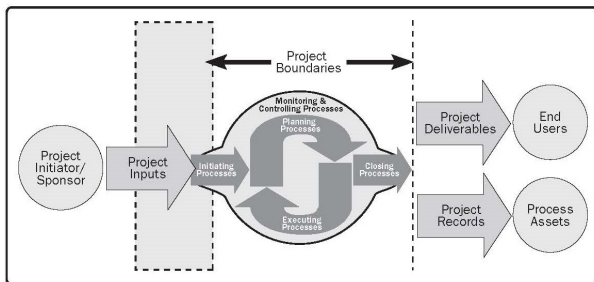 Project
Boundaries
Monitoring &
Controlling Processes
Planning
Processes
Project
Initiator/
Sponsor
Project
Inputs
Initiating
Processes
Closing
Processes
Executing
Processes
Project
Deliverables
End
Users
Project
Records
Process
Assets